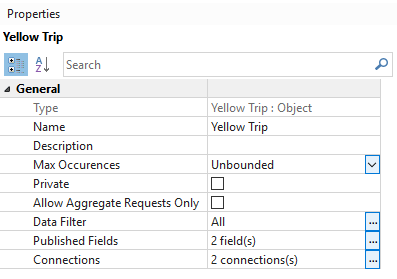 Properties
Yellow Trip
A
Z
Search
General
Type Yellow Trip : Object
Name Yellow Trip
Description
Max Occurences Unbounded
Private
Allow Aggregate Requests Only
Data Filter All ...
Published Fields 2 field(s) ...
Connections 2 connections(s) ...